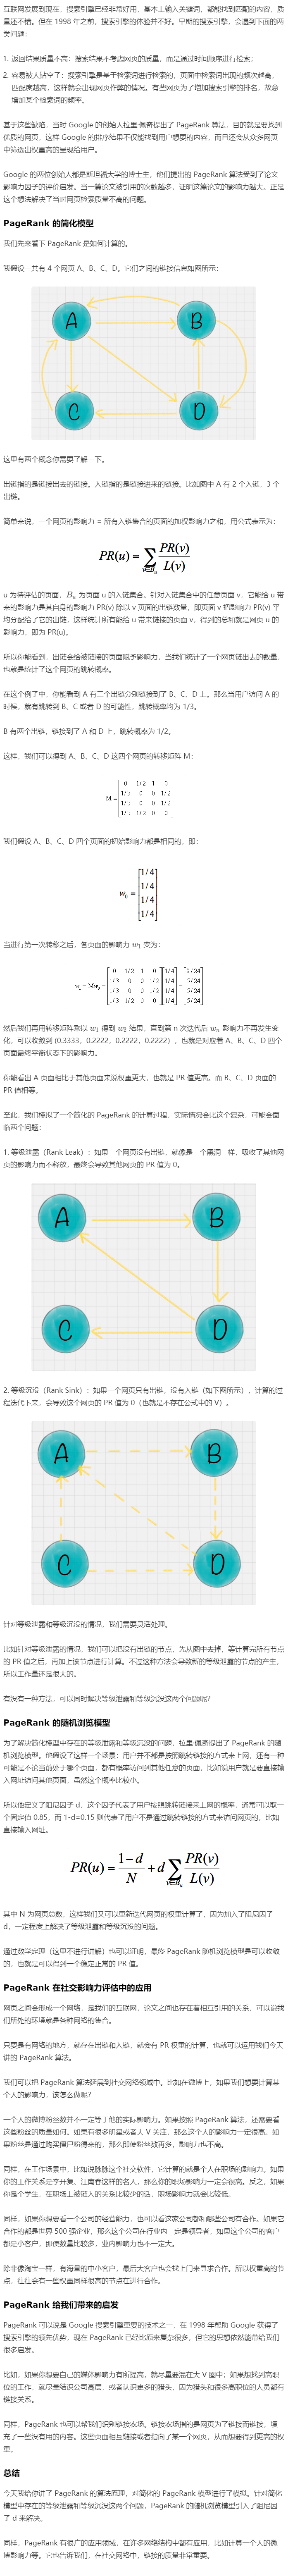 互联网发展到现在，搜索引擎已经非常好用，基本上输入关键词，都能找到匹配的内容，质
量还不错。但在 1998 年之前，搜索引擎的体验并不好。早期的搜索引擎，会遇到下面的两
类问题：
1. 返回结果质量不高：搜索结果不考虑网页的质量，而是通过时间顺序进行检索；
2. 容易被人钻空子：搜索引擎是基于检索词进行检索的，页面中检索词出现的频次越高，
匹配度越高，这样就会出现网页作弊的情况。有些网页为了增加搜索引擎的排名，故意
增加某个检索词的频率。
基于这些缺陷，当时 Google 的创始人拉里·佩奇提出了 PageRank 算法，目的就是要找到
优质的网页，这样 Google 的排序结果不仅能找到用户想要的内容，而且还会从众多网页
中筛选出权重高的呈现给用户。
Google 的两位创始人都是斯坦福大学的博士生，他们提出的 PageRank 算法受到了论文
影响力因子的评价启发。当一篇论文被引用的次数越多，证明这篇论文的影响力越大。正是
这个想法解决了当时网页检索质量不高的问题。
PageRank 的简化模型
我们先来看下 PageRank 是如何计算的。
我假设一共有 4 个网页 A、B、C、D。它们之间的链接信息如图所示：
A B
C D
这里有两个概念你需要了解一下。
出链指的是链接出去的链接。入链指的是链接进来的链接。比如图中 A 有 2 个入链，3 个
出链。
简单来说，一个网页的影响力 = 所有入链集合的页面的加权影响力之和，用公式表示为：
PR(u) = ∑v∈Bu PR(v)/L(v)
u 为待评估的页面，Bu 为页面 u 的入链集合。针对入链集合中的任意页面 v，它能给 u 带
来的影响力是其自身的影响力 PR(v) 除以 v 页面的出链数量，即页面 v 把影响力 PR(v) 平
均分配给了它的出链，这样统计所有能给 u 带来链接的页面 v，得到的总和就是网页 u 的
影响力，即为 PR(u)。
所以你能看到，出链会给被链接的页面赋予影响力，当我们统计了一个网页链出去的数量，
也就是统计了这个网页的跳转概率。
在这个例子中，你能看到 A 有三个出链分别链接到了 B、C、D 上。那么当用户访问 A 的
时候，就有跳转到 B、C 或者 D 的可能性，跳转概率均为 1/3。
B 有两个出链，链接到了 A 和 D 上，跳转概率为 1/2。
这样，我们可以得到 A、B、C、D 这四个网页的转移矩阵 M：
0 1/2 1 0
1/3 0 0 1/2
M =
1/3 0 0 1/2
1/3 1/2 0 0
我们假设 A、B、C、D 四个页面的初始影响力都是相同的，即：
1/4
1/4
w0 =
1/4
1/4
当进行第一次转移之后，各页面的影响力 w1 变为：
0 1/2 1 0 1/4 9/24
1/3 0 0 1/2 1/4 5/24
w1 = Mw0 = =
1/3 0 0 1/2 1/4 5/24
1/3 1/2 0 0 1/4 5/24
然后我们再用转移矩阵乘以 w1 得到 w2 结果，直到第 n 次迭代后 wn 影响力不再发生变
化，可以收敛到 (0.3333，0.2222，0.2222，0.2222），也就是对应着 A、B、C、D 四个
页面最终平衡状态下的影响力。
你能看出 A 页面相比于其他页面来说权重更大，也就是 PR 值更高。而 B、C、D 页面的
PR 值相等。
至此，我们模拟了一个简化的 PageRank 的计算过程，实际情况会比这个复杂，可能会面
临两个问题：
1. 等级泄露（Rank Leak）：如果一个网页没有出链，就像是一个黑洞一样，吸收了其他网
页的影响力而不释放，最终会导致其他网页的 PR 值为 0。
A B
C D
2. 等级沉没（Rank Sink）：如果一个网页只有出链，没有入链（如下图所示），计算的过
程迭代下来，会导致这个网页的 PR 值为 0（也就是不存在公式中的 V）。
A B
C D
针对等级泄露和等级沉没的情况，我们需要灵活处理。
比如针对等级泄露的情况，我们可以把没有出链的节点，先从图中去掉，等计算完所有节点
的 PR 值之后，再加上该节点进行计算。不过这种方法会导致新的等级泄露的节点的产生，
所以工作量还是很大的。
有没有一种方法，可以同时解决等级泄露和等级沉没这两个问题呢？
PageRank 的随机浏览模型
为了解决简化模型中存在的等级泄露和等级沉没的问题，拉里·佩奇提出了 PageRank 的随
机浏览模型。他假设了这样一个场景：用户并不都是按照跳转链接的方式来上网，还有一种
可能是不论当前处于哪个页面，都有概率访问到其他任意的页面，比如说用户就是要直接输
入网址访问其他页面，虽然这个概率比较小。
所以他定义了阻尼因子 d，这个因子代表了用户按照跳转链接来上网的概率，通常可以取一
个固定值 0.85，而 1-d=0.15 则代表了用户不是通过跳转链接的方式来访问网页的，比如
直接输入网址。
PR(u) = (1-d)/N + d∑v∈Bu PR(v)/L(v)
其中 N 为网页总数，这样我们又可以重新迭代网页的权重计算了，因为加入了阻尼因子
d，一定程度上解决了等级泄露和等级沉没的问题。
通过数学定理（这里不进行讲解）也可以证明，最终 PageRank 随机浏览模型是可以收敛
的，也就是可以得到一个稳定正常的 PR 值。
PageRank 在社交影响力评估中的应用
网页之间会形成一个网络，是我们的互联网，论文之间也存在着相互引用的关系，可以说我
们所处的环境就是各种网络的集合。
只要是有网络的地方，就存在出链和入链，就会有 PR 权重的计算，也就可以运用我们今天
讲的 PageRank 算法。
我们可以把 PageRank 算法延展到社交网络领域中。比如在微博上，如果我们想要计算某
个人的影响力，该怎么做呢？
一个人的微博粉丝数并不一定等于他的实际影响力。如果按照 PageRank 算法，还需要看
这些粉丝的质量如何。如果有很多明星或者大 V 关注，那么这个人的影响力一定很高。如
果粉丝是通过购买僵尸粉得来的，那么即使粉丝数再多，影响力也不高。
同样，在工作场景中，比如说脉脉这个社交软件，它计算的就是个人在职场的影响力。如果
你的工作关系是李开复、江南春这样的名人，那么你的职场影响力一定会很高。反之，如果
你是个学生，在职场上被链入的关系比较少的话，职场影响力就会比较低。
同样，如果你想要看一个公司的经营能力，也可以看这家公司都和哪些公司有合作。如果它
合作的都是世界 500 强企业，那么这个公司在行业内一定是领导者，如果这个公司的客户
都是小客户，即使数量比较多，业内影响力也不一定大。
除非像淘宝一样，有海量的中小客户，最后大客户也会找上门来寻求合作。所以权重高的节
点，往往会有一些权重同样很高的节点在进行合作。
PageRank 给我们带来的启发
PageRank 可以说是 Google 搜索引擎重要的技术之一，在 1998 年帮助 Google 获得了
搜索引擎的领先优势，现在 PageRank 已经比原来复杂很多，但它的思想依然能带给我们
很多启发。
比如，如果你想要自己的媒体影响力有所提高，就尽量要混在大 V 圈中；如果想找到高职
位的工作，就尽量结识公司高层，或者认识更多的猎头，因为猎头和很多高职位的人员都有
链接关系。
同样，PageRank 也可以帮我们识别链接农场。链接农场指的是网页为了链接而链接，填
充了一些没有用的内容。这些页面相互链接或者指向了某一个网页，从而想要得到更高的权
重。
总结
今天我给你讲了 PageRank 的算法原理，对简化的 PageRank 模型进行了模拟。针对简化
模型中存在的等级泄露和等级沉没这两个问题，PageRank 的随机浏览模型引入了阻尼因
子 d 来解决。
同样，PageRank 有很广的应用领域，在许多网络结构中都有应用，比如计算一个人的微
博影响力等。它也告诉我们，在社交网络中，链接的质量非常重要。